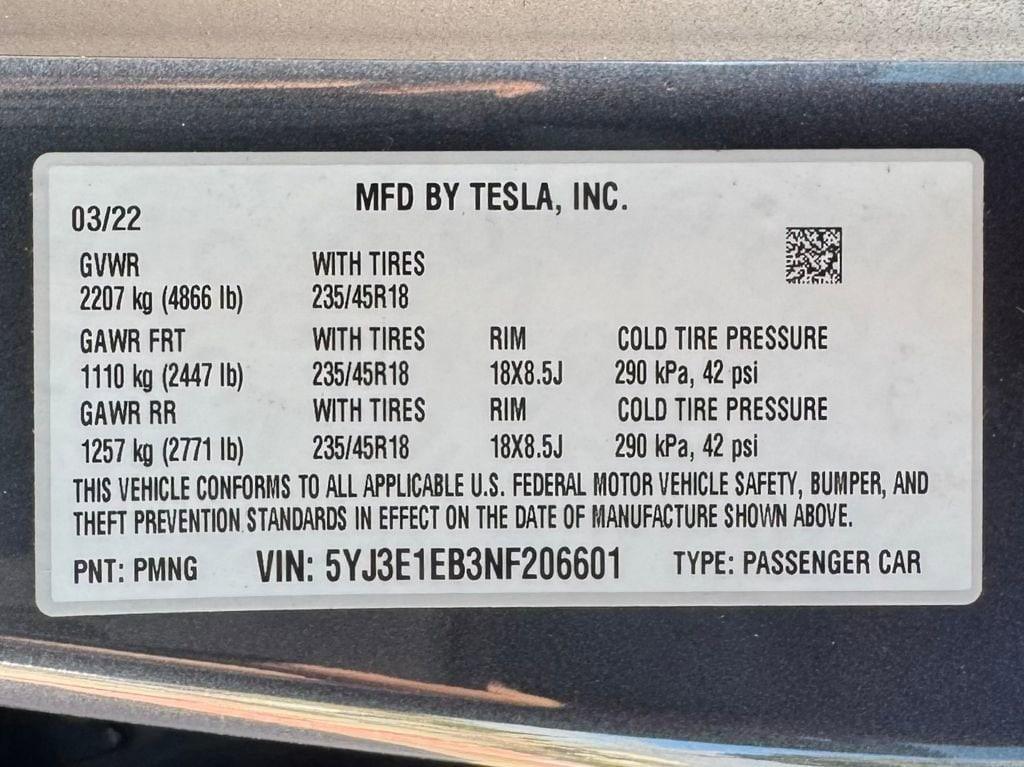 MFD BY TESLA, INC.
03/22
GVWR WITH TIRES
2207 kg (4866 lb) 235/45R18
GAWR FRT WITH TIRES RIM COLD TIRE PRESSURE
1110 kg (2447 lb) 235/45R18 18X8.5J 290 kPa, 42 psi
GAWR RR WITH TIRES RIM COLD TIRE PRESSURE
1257 kg (2771 lb) 235/45R18 18X8.5J 290 kPa, 42 psi
THIS VEHICLE CONFORMS TO ALL APPLICABLE U.S. FEDERAL MOTOR VEHICLE SAFETY, BUMPER, AND
THEFT PREVENTION STANDARDS IN EFFECT ON THE DATE OF MANUFACTURE SHOWN ABOVE.
PNT: PMNG VIN: 5YJ3E1EB3NF206601 TYPE: PASSENGER CAR